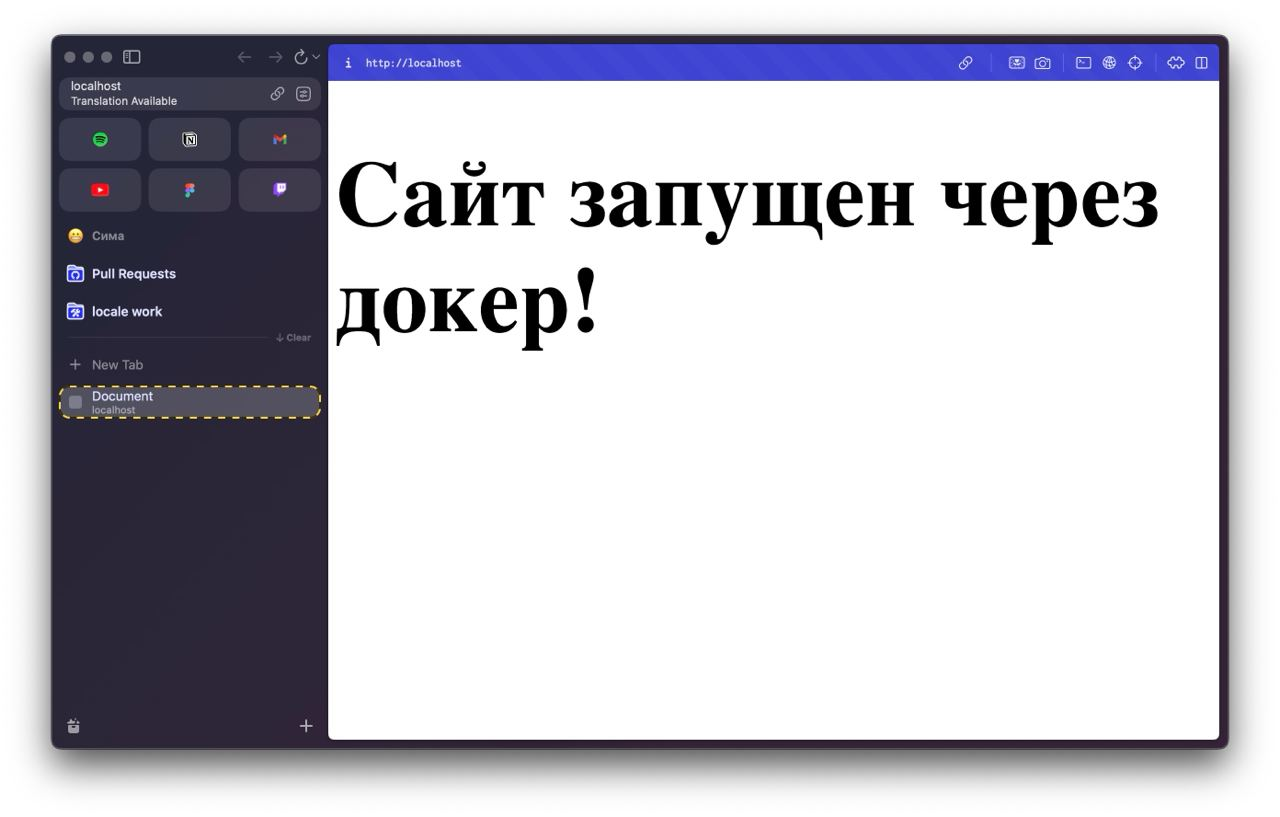 http://localhost
localhost
Translation Available
Сима
Pull Requests
locale work
Clear
New Tab
Document
localhost
Сайт запущен через
докер!